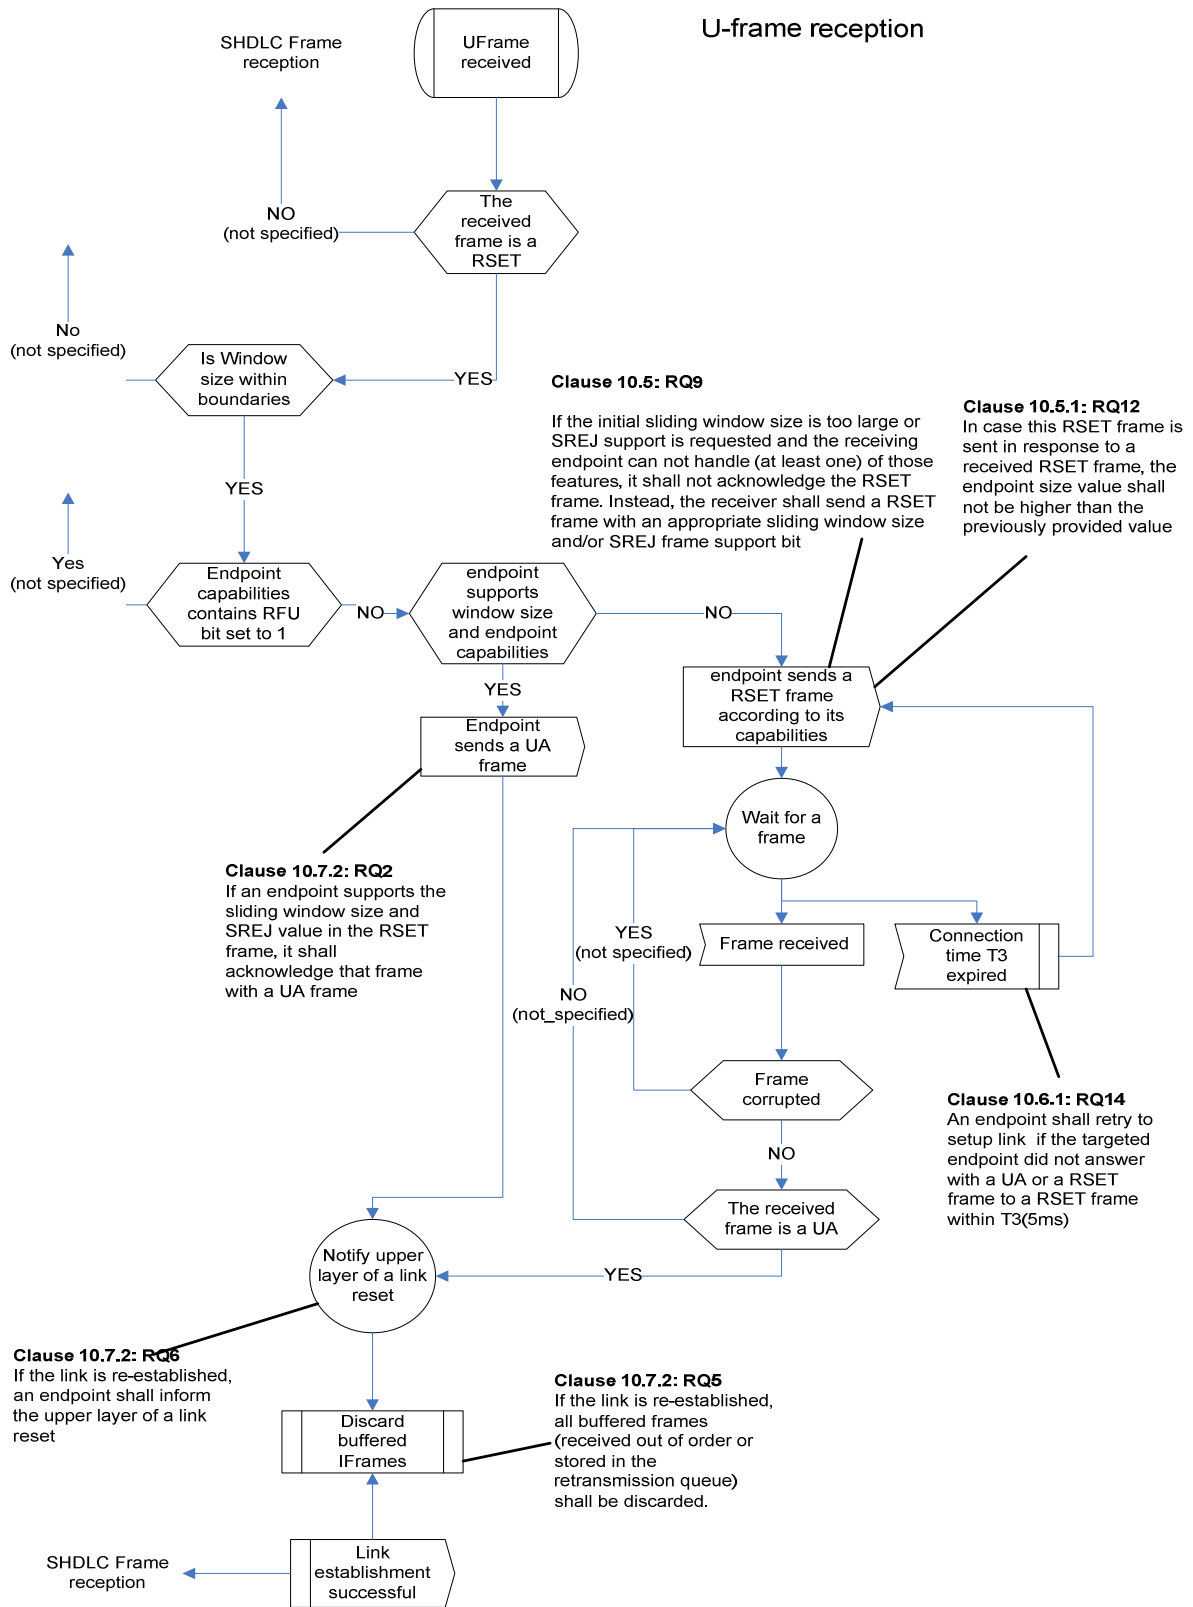 U-frame reception
SHDLC Frame
reception
UFrame
received
The
received
frame is a
RSET
NO
(not specified)
No
(not specified)
Is Window
size within
boundaries
YES
Clause 10.5: RQ9
If the initial sliding window size is too large or
SREJ support is requested and the receiving
endpoint can not handle (at least one) of those
features, it shall not acknowledge the RSET
frame. Instead, the receiver shall send a RSET
frame with an appropriate sliding window size
and/or SREJ frame support bit
Clause 10.5.1: RQ12
In case this RSET frame is
sent in response to a
received RSET frame, the
endpoint size value shall
not be higher than the
previously provided value
YES
Yes
(not specified)
Endpoint
capabilities
contains RFU
bit set to 1
NO
endpoint
supports
window size
and endpoint
capabilities
NO
YES
endpoint sends a
RSET frame
according to its
capabilities
Endpoint
sends a UA
frame
Wait for a
frame
Clause 10.7.2: RQ2
If an endpoint supports the
sliding window size and
SREJ value in the RSET
frame, it shall
acknowledge that frame
with a UA frame
YES
(not specified)
Frame received
Connection
time T3
expired
NO
(not_specified)
Frame
corrupted
Clause 10.6.1: RQ14
An endpoint shall retry to
setup link  if the targeted
endpoint did not answer
with a UA or a RSET
frame to a RSET frame
within T3(5ms)
NO
The received
frame is a UA
Notify upper
layer of a link
reset
YES
Clause 10.7.2: RQ6
If the link is re-established,
an endpoint shall inform
the upper layer of a link
reset
Clause 10.7.2: RQ5
If the link is re-established,
all buffered frames
(received out of order or
stored in the
retransmission queue)
shall be discarded.
Discard
buffered
IFrames
SHDLC Frame
reception
Link
establishment
successful